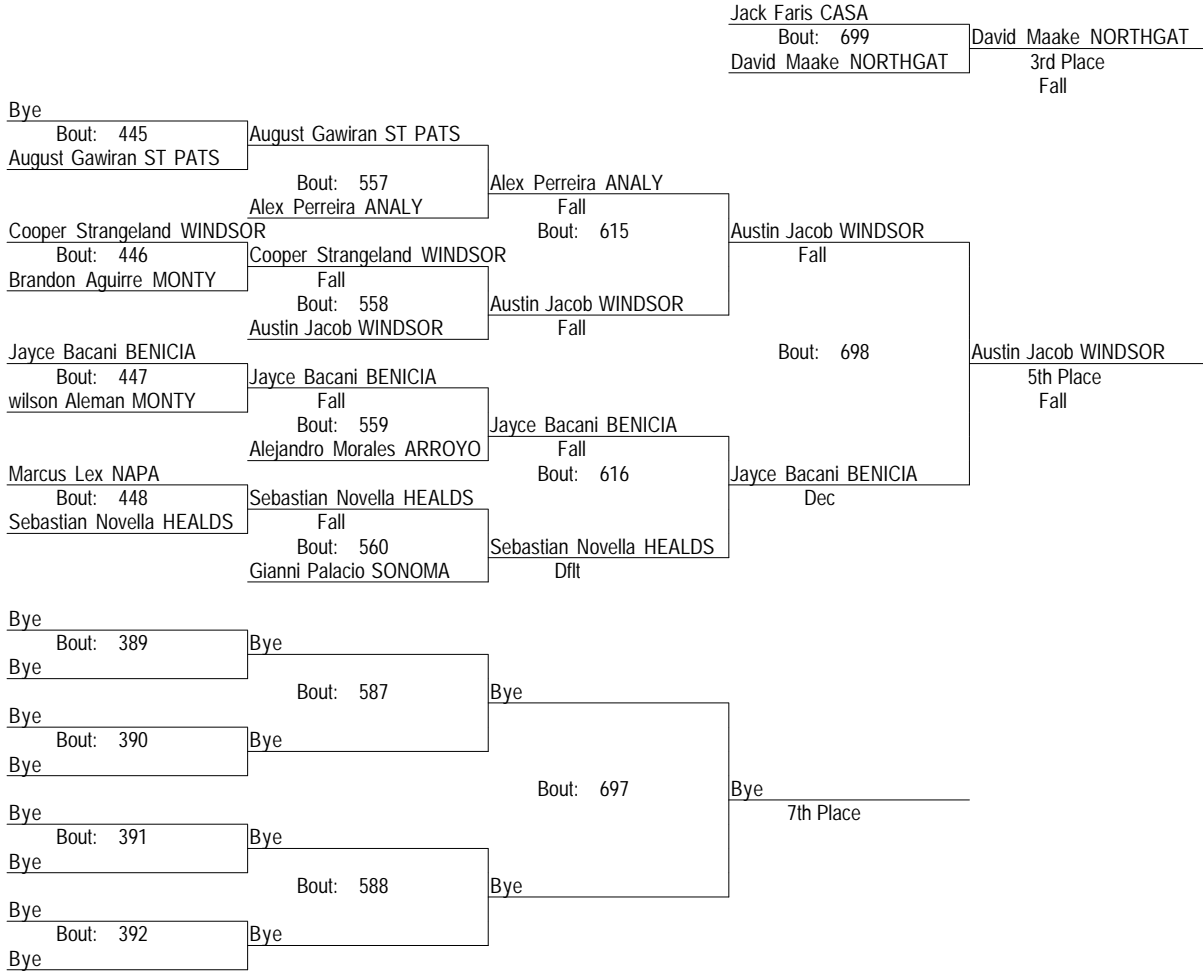 Jack Faris CASA
Bout: 699
David Maake NORTHGAT
David Maake NORTHGAT
3rd Place
Fall
Bye
Bout: 445
August Gawiran ST PATS
August Gawiran ST PATS
Bout: 557
Alex Perreira ANALY
Alex Perreira ANALY
Fall
Bout: 615
Cooper Strangeland WINDSOR
Bout: 446
Brandon Aguirre MONTY
Cooper Strangeland WINDSOR
Fall
Bout: 558
Austin Jacob WINDSOR
Austin Jacob WINDSOR
Fall
Austin Jacob WINDSOR
Fall
Bout: 698
Austin Jacob WINDSOR
5th Place
Fall
Jayce Bacani BENICIA
Bout: 447
wilson Aleman MONTY
Jayce Bacani BENICIA
Fall
Bout: 559
Alejandro Morales ARROYO
Jayce Bacani BENICIA
Fall
Bout: 616
Jayce Bacani BENICIA
Dec
Marcus Lex NAPA
Bout: 448
Sebastian Novella HEALDS
Sebastian Novella HEALDS
Fall
Bout: 560
Gianni Palacio SONOMA
Sebastian Novella HEALDS
Dflt
Bye
Bout: 389
Bye
Bye
Bout: 587
Bye
Bye
Bout: 390
Bye
Bye
Bout: 697
Bye
7th Place
Bye
Bout: 391
Bye
Bye
Bout: 588
Bye
Bye
Bout: 392
Bye
Bye